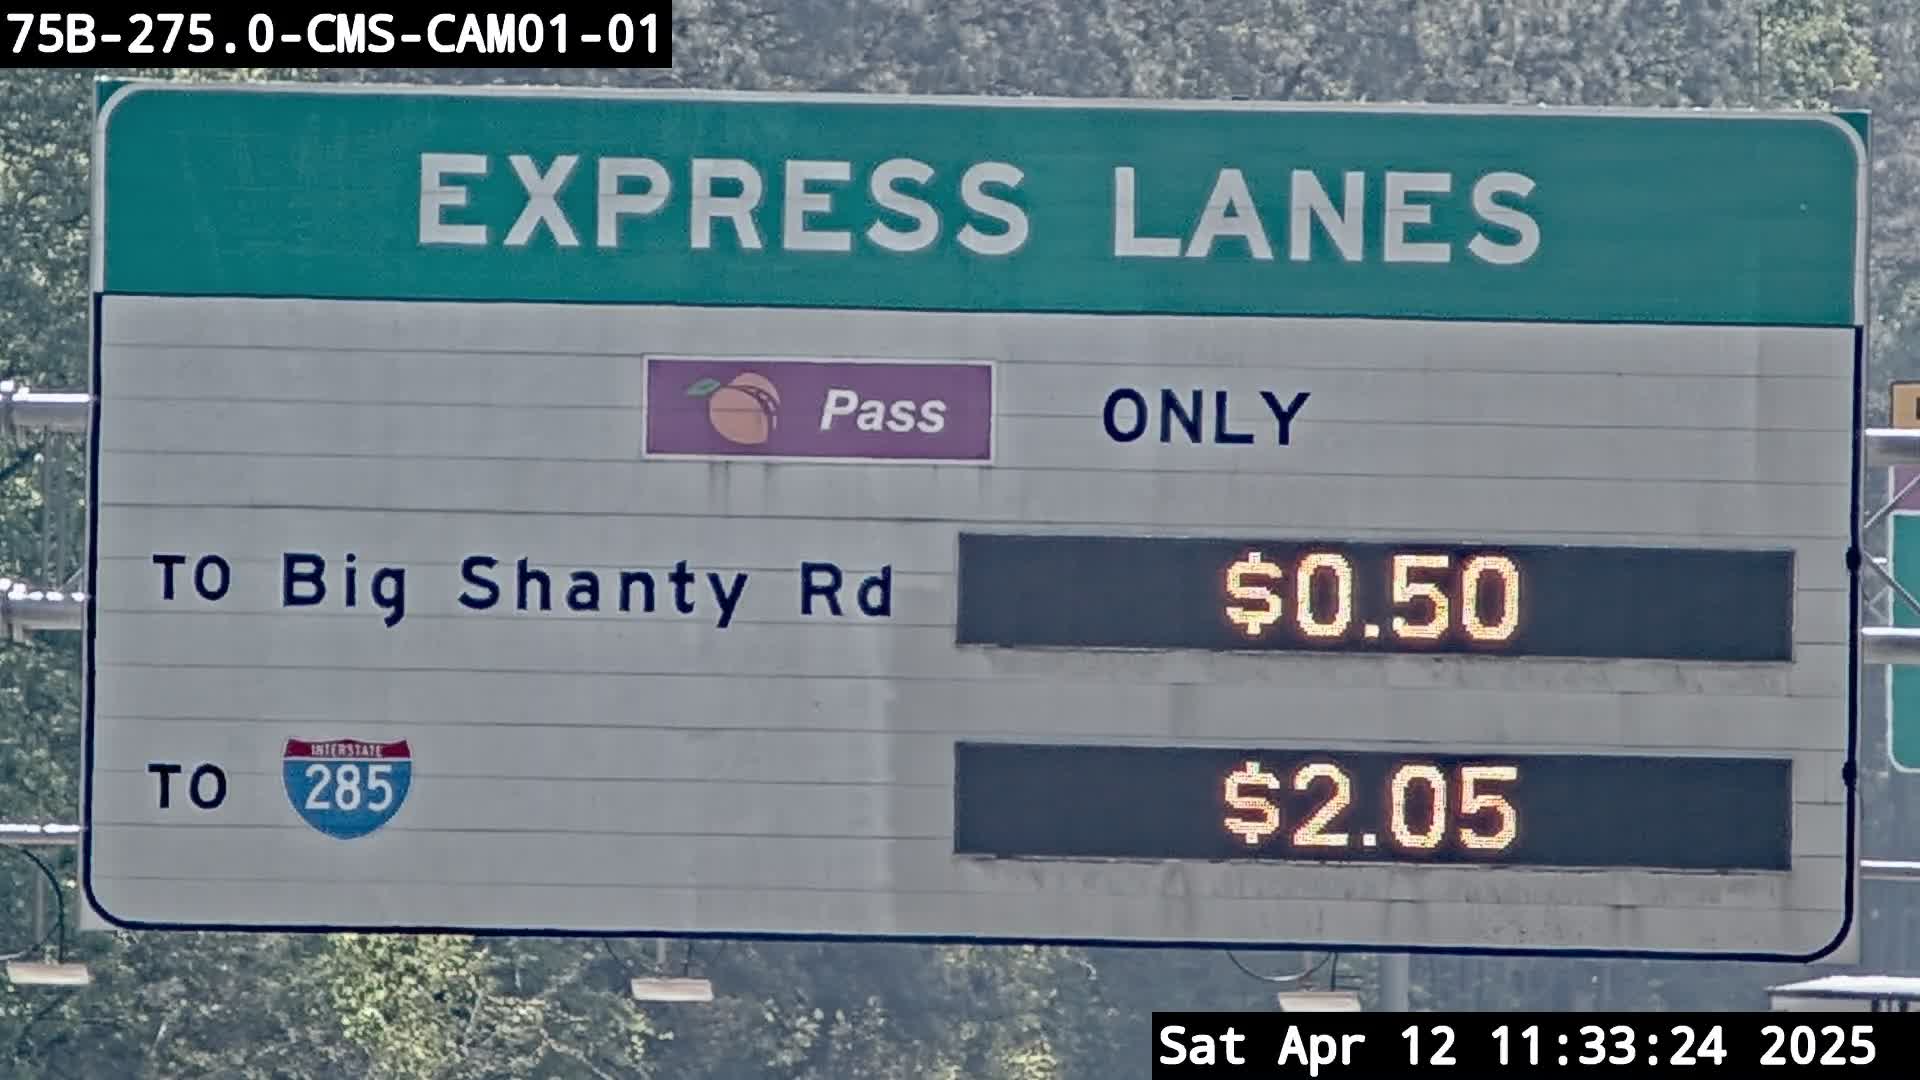 75B-275.0-CMS-CAM01-01
EXPRESS LANES
Pass ONLY
TO Big Shanty Rd $0.50
INTERSTATE
TO 285 $2.05
Sat Apr 12 11:33:24 2025